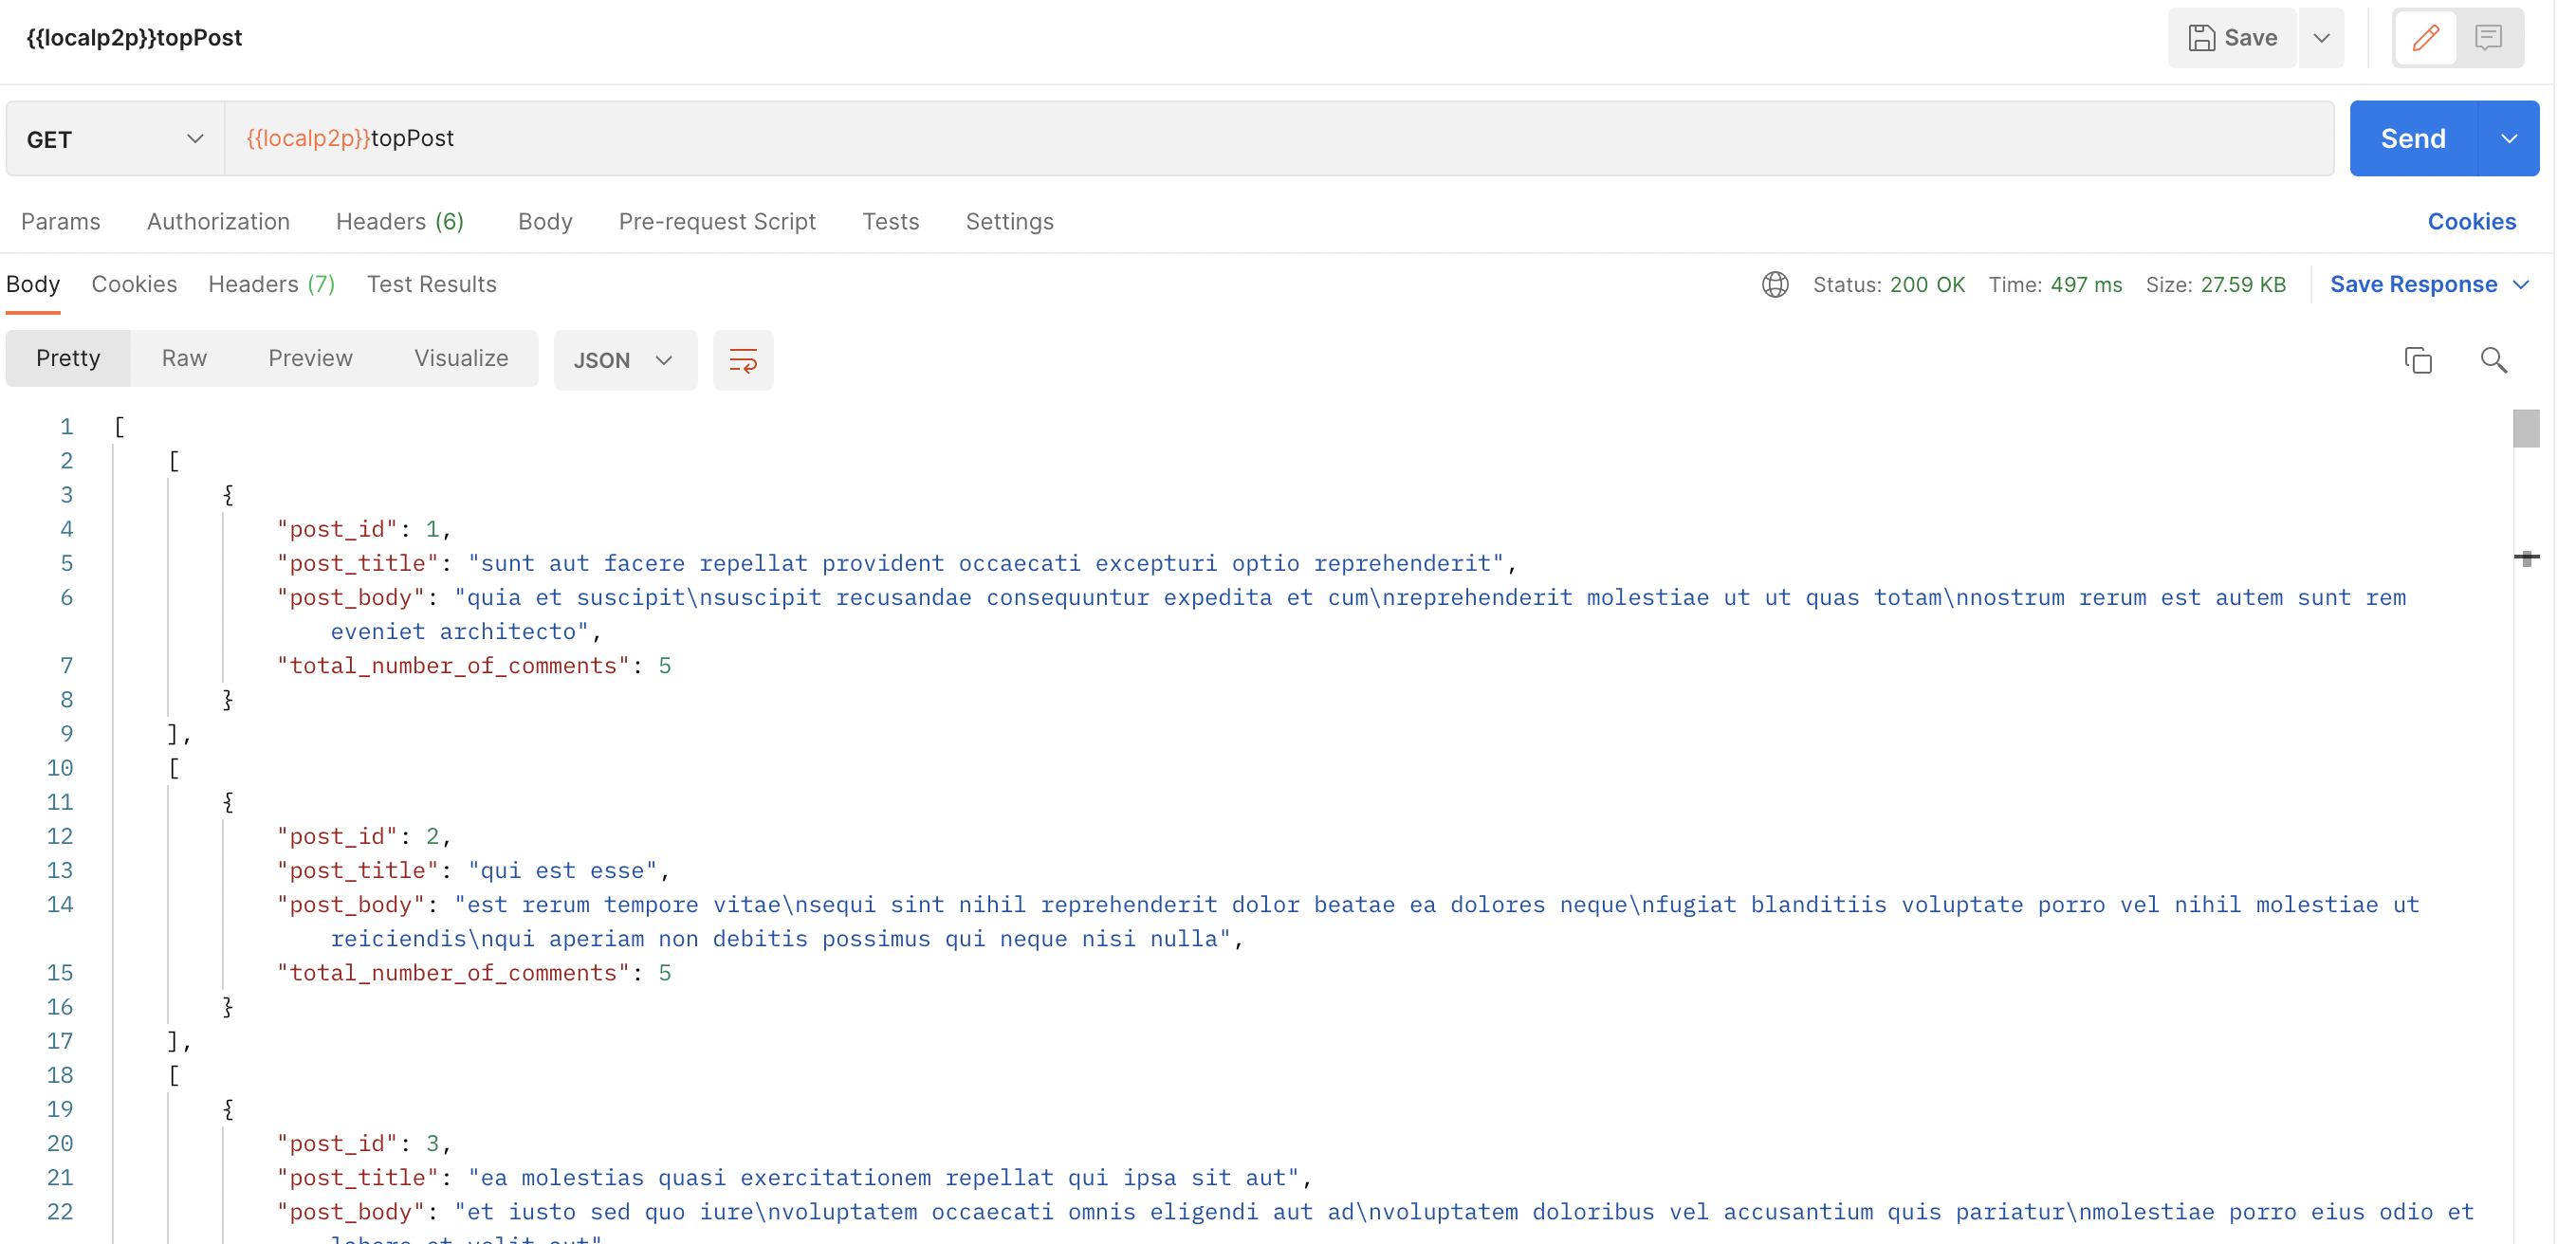 {{localp2p}}topPost
Save
GET
{{localp2p}}topPost
Send
Params Authorization Headers (6) Body Pre-request Script Tests Settings Cookies
Body Cookies Headers (7) Test Results Status: 200 OK Time: 497 ms Size: 27.59 KB Save Response
Pretty Raw Preview Visualize JSON
1 [
2 [
3 {
4 "post_id": 1,
5 "post_title": "sunt aut facere repellat provident occaecati excepturi optio reprehenderit",
6 "post_body": "quia et suscipit\nsuscipit recusandae consequuntur expedita et cum\nreprehenderit molestiae ut ut quas totam\nnostrum rerum est autem sunt rem
eveniet architecto",
7 "total_number_of_comments": 5
8 }
9 ],
10 [
11 {
12 "post_id": 2,
13 "post_title": "qui est esse",
14 "post_body": "est rerum tempore vitae\nsequi sint nihil reprehenderit dolor beatae ea dolores neque\nfugiat blanditiis voluptate porro vel nihil molestiae ut
reiciendis\nqui aperiam non debitis possimus qui neque nisi nulla",
15 "total_number_of_comments": 5
16 }
17 ],
18 [
19 {
20 "post_id": 3,
21 "post_title": "ea molestias quasi exercitationem repellat qui ipsa sit aut",
22 "post_body": "et iusto sed quo iure\nvoluptatem occaecati omnis eligendi aut ad\nvoluptatem doloribus vel accusantium quis pariatur\nmolestiae porro eius odio et